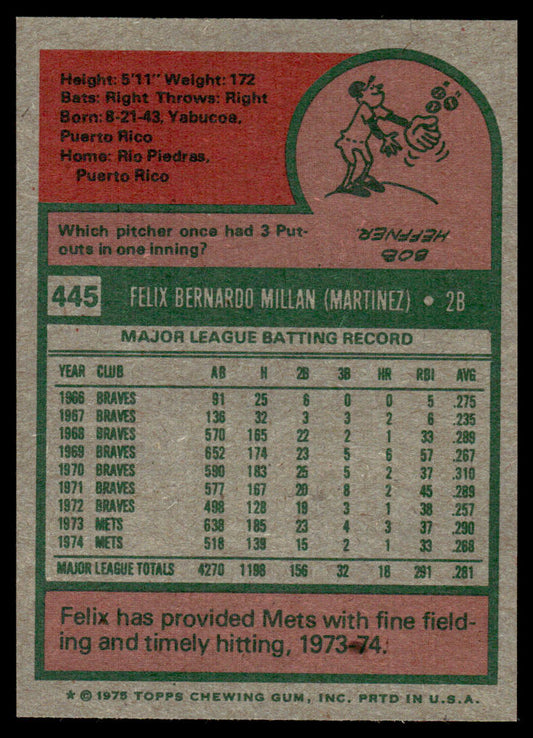 Height: 5'11" Weight: 172
Bats: Right Throws: Right
Born: 8-21-43, Yabucoa,
Puerto Rico
Home: Rio Piedras,
Puerto Rico
Which pitcher once had 3 Put-
outs in one inning?
BOB
HEFFNER
445 FELIX BERNARDO MILLAN (MARTINEZ) • 2B
MAJOR LEAGUE BATTING RECORD
YEAR CLUB AB H 2B 3B HR RBI AVG.
1966 BRAVES 91 25 6 0 0 5 .275
1967 BRAVES 136 32 3 3 2 6 .235
1968 BRAVES 570 165 22 2 1 33 .289
1969 BRAVES 652 174 23 5 6 57 .267
1970 BRAVES 590 183 25 5 2 37 .310
1971 BRAVES 577 167 20 8 2 45 .289
1972 BRAVES 498 128 19 3 1 38 .257
1973 METS 638 185 23 4 3 37 .290
1974 METS 518 139 15 2 1 33 .268
MAJOR LEAGUE TOTALS 4270 1198 156 32 18 291 .281
Felix has provided Mets with fine field-
ing and timely hitting, 1973-74.
* © 1975 TOPPS CHEWING GUM, INC. PRTD IN U.S.A.